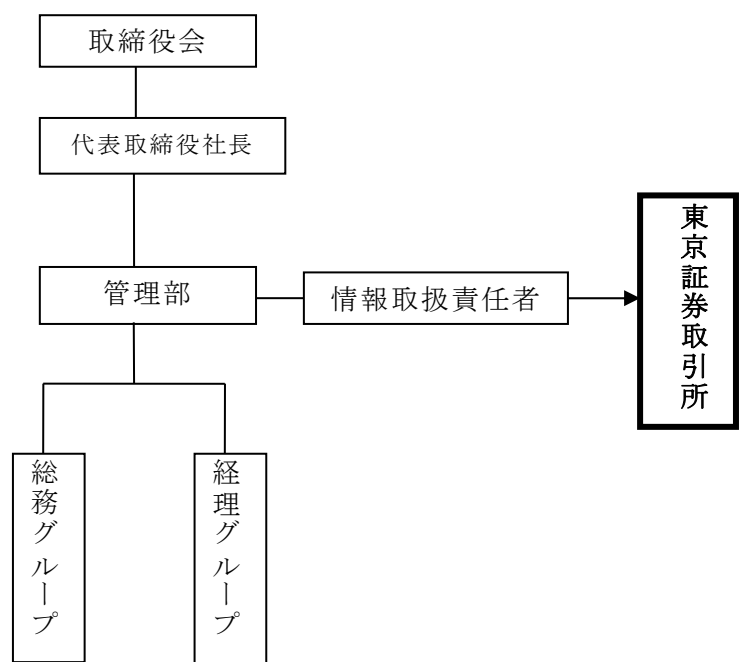 取締役会
代表取締役社長
管理部
情報取扱責任者
東京証券取引所
総務グループ
経理グループ